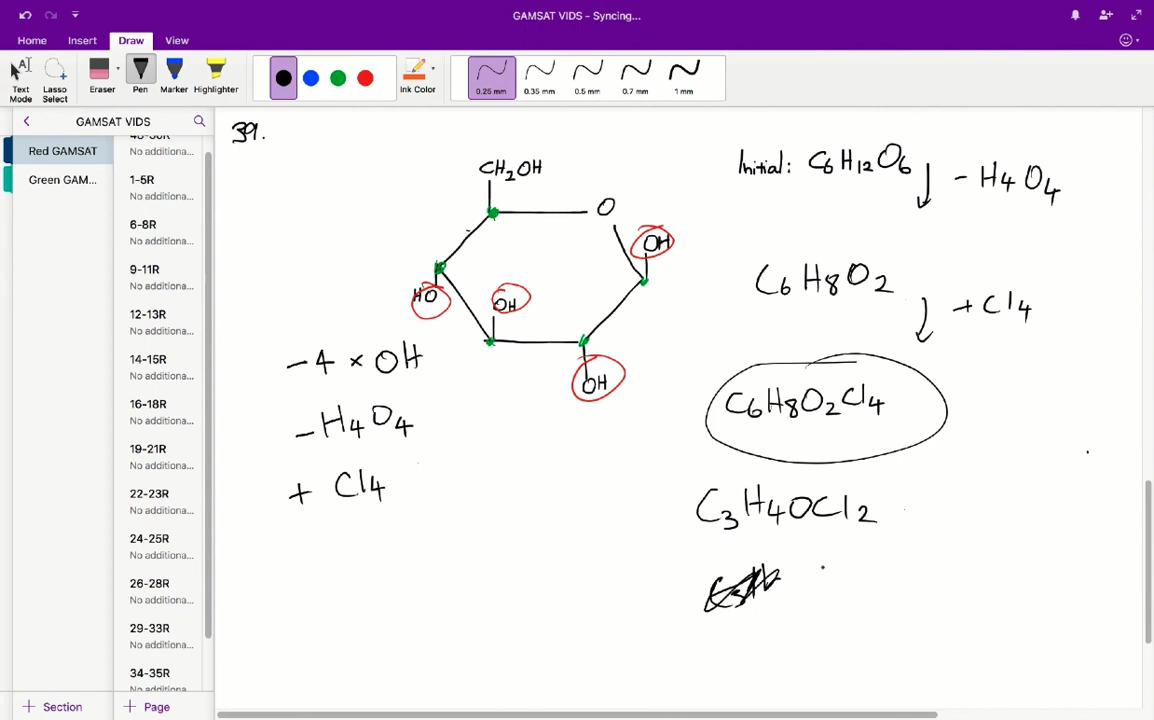 GAMSAT VIDS - Syncing...
Home Insert Draw View
Text Mode
Lasso Select
Eraser
Pen
Marker
Highlighter
Ink Color
0.25 mm
0.35 mm
0.5 mm
0.7 mm
1 mm
GAMSAT VIDS
Red GAMSAT
Green GAM...
No additiona...
1-5R
No additiona...
6-8R
No additiona...
9-11R
No additiona...
12-13R
No additiona...
14-15R
No additiona...
16-18R
No additiona...
19-21R
No additiona...
22-23R
No additiona...
24-25R
No additiona...
26-28R
No additiona...
29-33R
No additiona...
34-35R
No additiona...
+ Section
+ Page
39.
CH2OH
O
OH
HO
OH
OH
-4 × OH
-H4O4
+ Cl4
Initial: C6H12O6
- H4O4
C6H8O2
+ Cl4
C6H8O2Cl4
C3H4OCl2